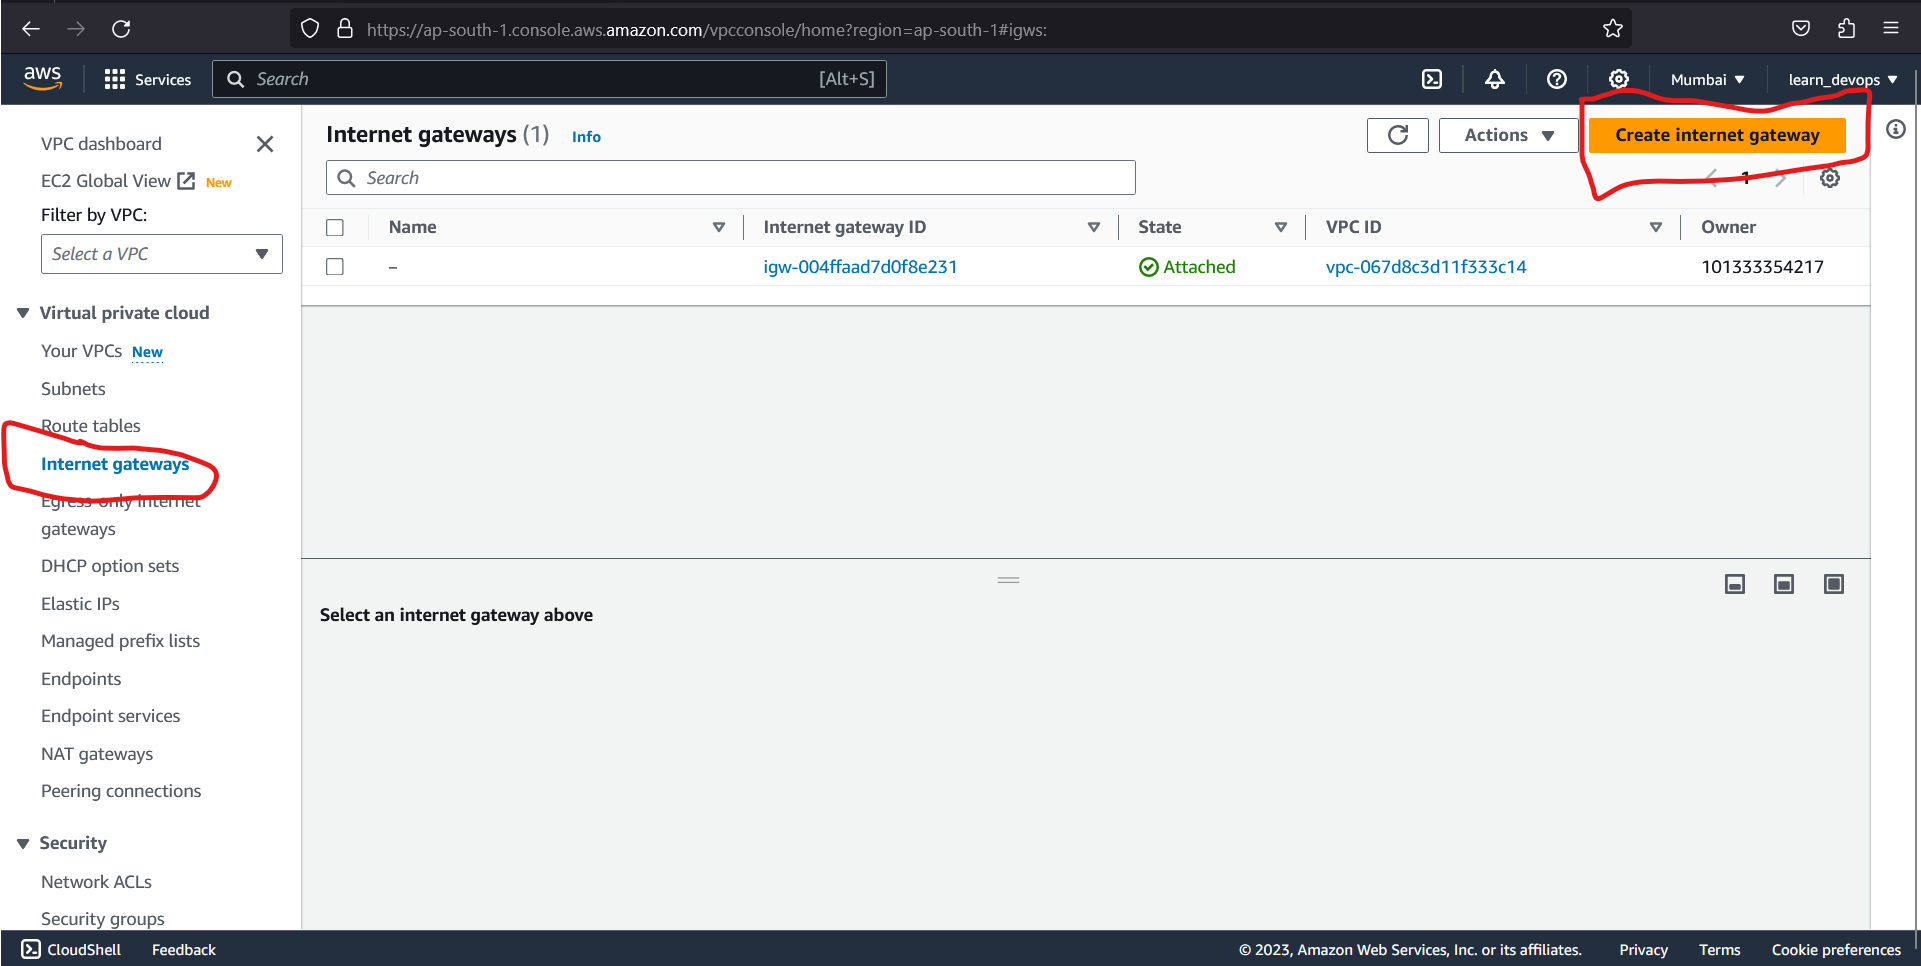 https://ap-south-1.console.aws.amazon.com/vpcconsole/home?region=ap-south-1#igws:
aws Services Search [Alt+S] Mumbai learn_devops
VPC dashboard
EC2 Global View New
Filter by VPC:
Select a VPC
Virtual private cloud
Your VPCs New
Subnets
Route tables
Internet gateways
Egress-only internet
gateways
DHCP option sets
Elastic IPs
Managed prefix lists
Endpoints
Endpoint services
NAT gateways
Peering connections
Security
Network ACLs
Security groups
Internet gateways (1) Info Actions Create internet gateway
Search 1
Name Internet gateway ID State VPC ID Owner
– igw-004ffaad7d0f8e231 Attached vpc-067d8c3d11f333c14 101333354217
Select an internet gateway above
CloudShell Feedback © 2023, Amazon Web Services, Inc. or its affiliates. Privacy Terms Cookie preferences